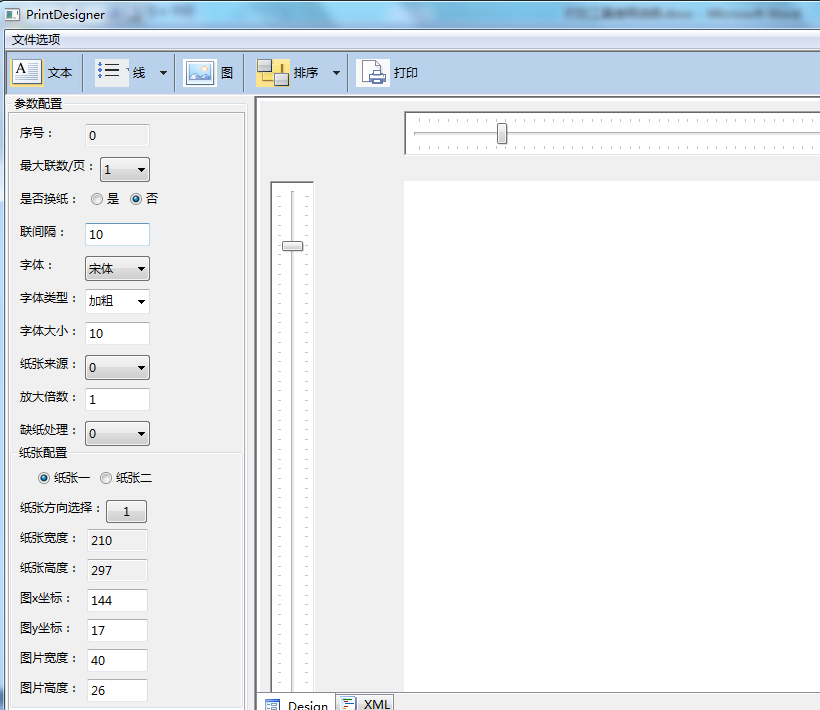 PrintDesigner
文件选项
文本 线 图 排序 打印
参数配置
序号： 0
最大联数/页： 1
是否换纸： 是 否
联间隔： 10
字体： 宋体
字体类型： 加粗
字体大小： 10
纸张来源： 0
放大倍数： 1
缺纸处理： 0
纸张配置
纸张一 纸张二
纸张方向选择： 1
纸张宽度： 210
纸张高度： 297
图x坐标： 144
图y坐标： 17
图片宽度： 40
图片高度： 26
Design XML